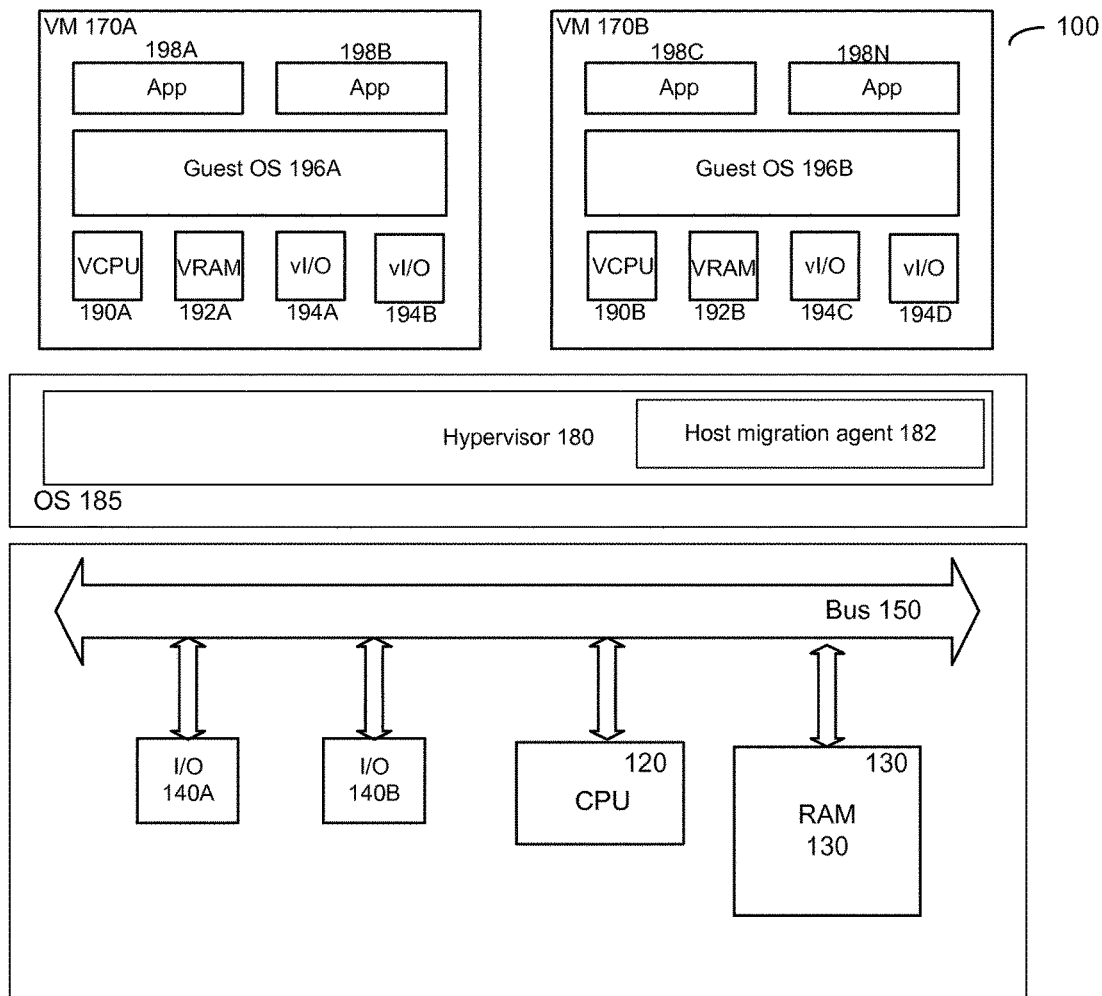 VM 170A
VM 170B
100
198A
198B
198C
198N
App
App
App
App
Guest OS 196A
Guest OS 196B
VCPU
VRAM
vI/O
vI/O
VCPU
VRAM
vI/O
vI/O
190A
192A
194A
194B
190B
192B
194C
194D
Hypervisor 180
Host migration agent 182
OS 185
Bus 150
I/O
140A
I/O
140B
120
CPU
130
RAM
130